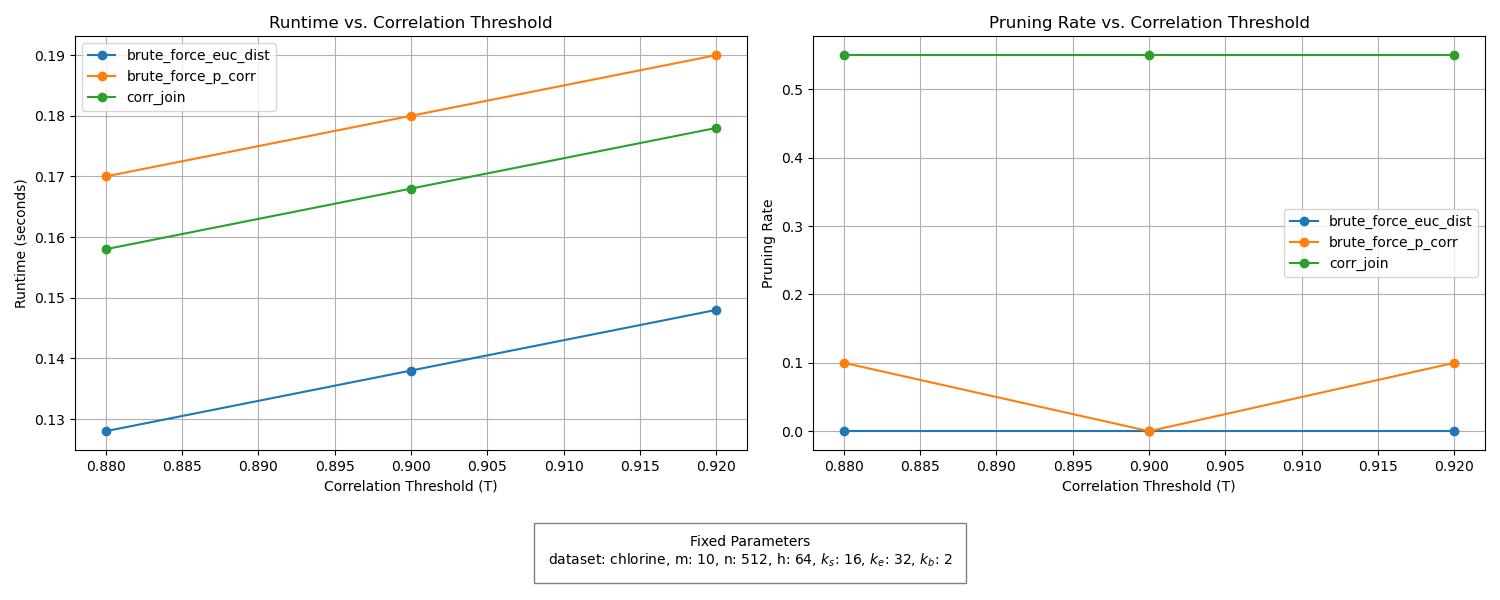 Runtime vs. Correlation Threshold
brute_force_euc_dist
brute_force_p_corr
corr_join
0.19
0.18
0.17
0.16
0.15
0.14
0.13
Runtime (seconds)
0.880 0.885 0.890 0.895 0.900 0.905 0.910 0.915 0.920
Correlation Threshold (T)
Pruning Rate vs. Correlation Threshold
0.5
0.4
0.3
0.2
0.1
0.0
Pruning Rate
brute_force_euc_dist
brute_force_p_corr
corr_join
0.880 0.885 0.890 0.895 0.900 0.905 0.910 0.915 0.920
Correlation Threshold (T)
Fixed Parameters
dataset: chlorine, m: 10, n: 512, h: 64, k_s: 16, k_e: 32, k_b: 2